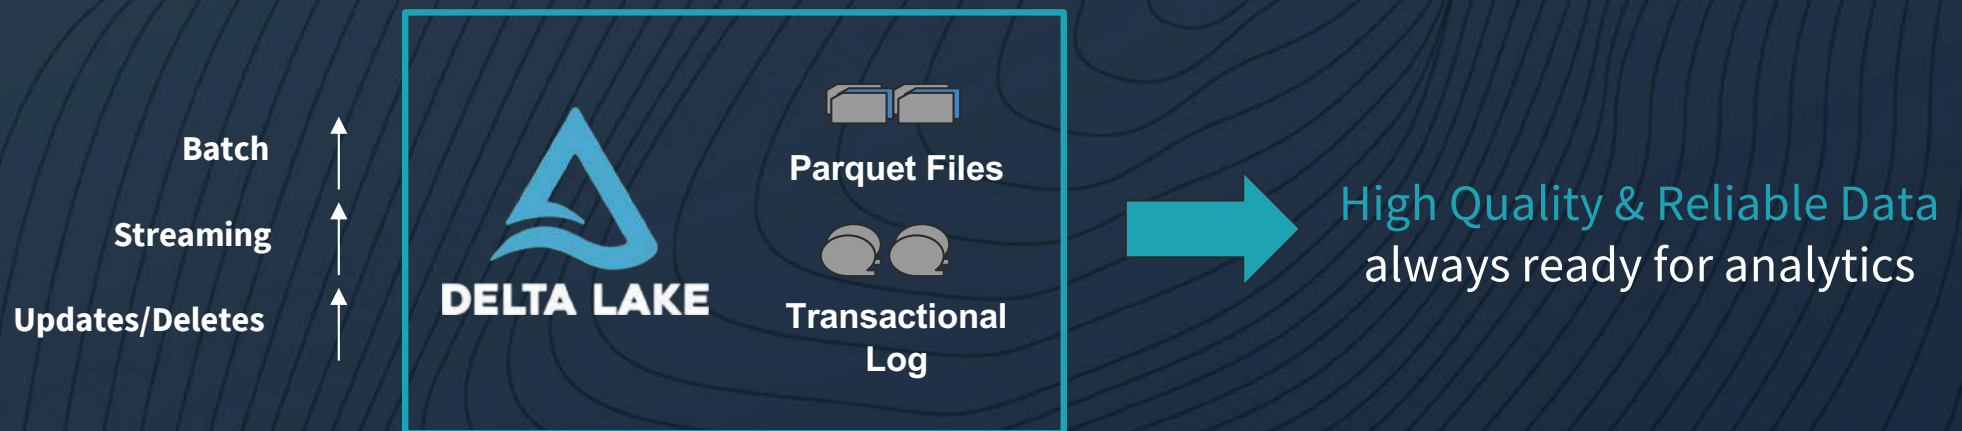 Batch
Streaming
Updates/Deletes
DELTA LAKE
Parquet Files
Transactional
Log
High Quality & Reliable Data
always ready for analytics